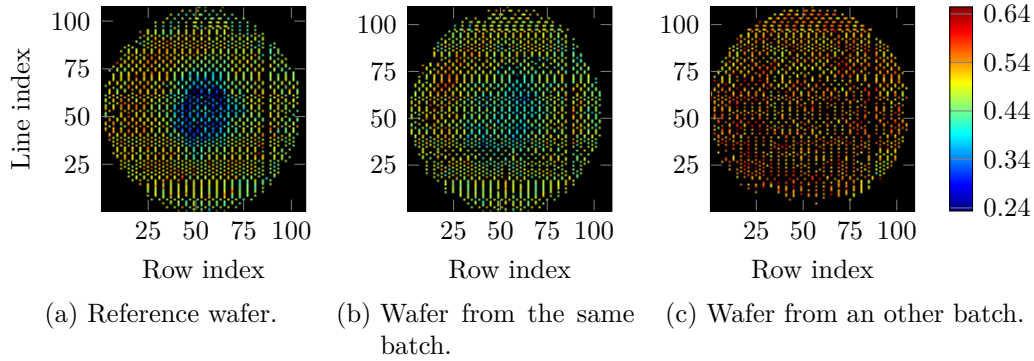 100
75
50
25
Line index
25 50 75 100
Row index
(a) Reference wafer.
100
75
50
25
25 50 75 100
Row index
(b) Wafer from the same
batch.
100
75
50
25
25 50 75 100
Row index
(c) Wafer from an other batch.
0.64
0.54
0.44
0.34
0.24